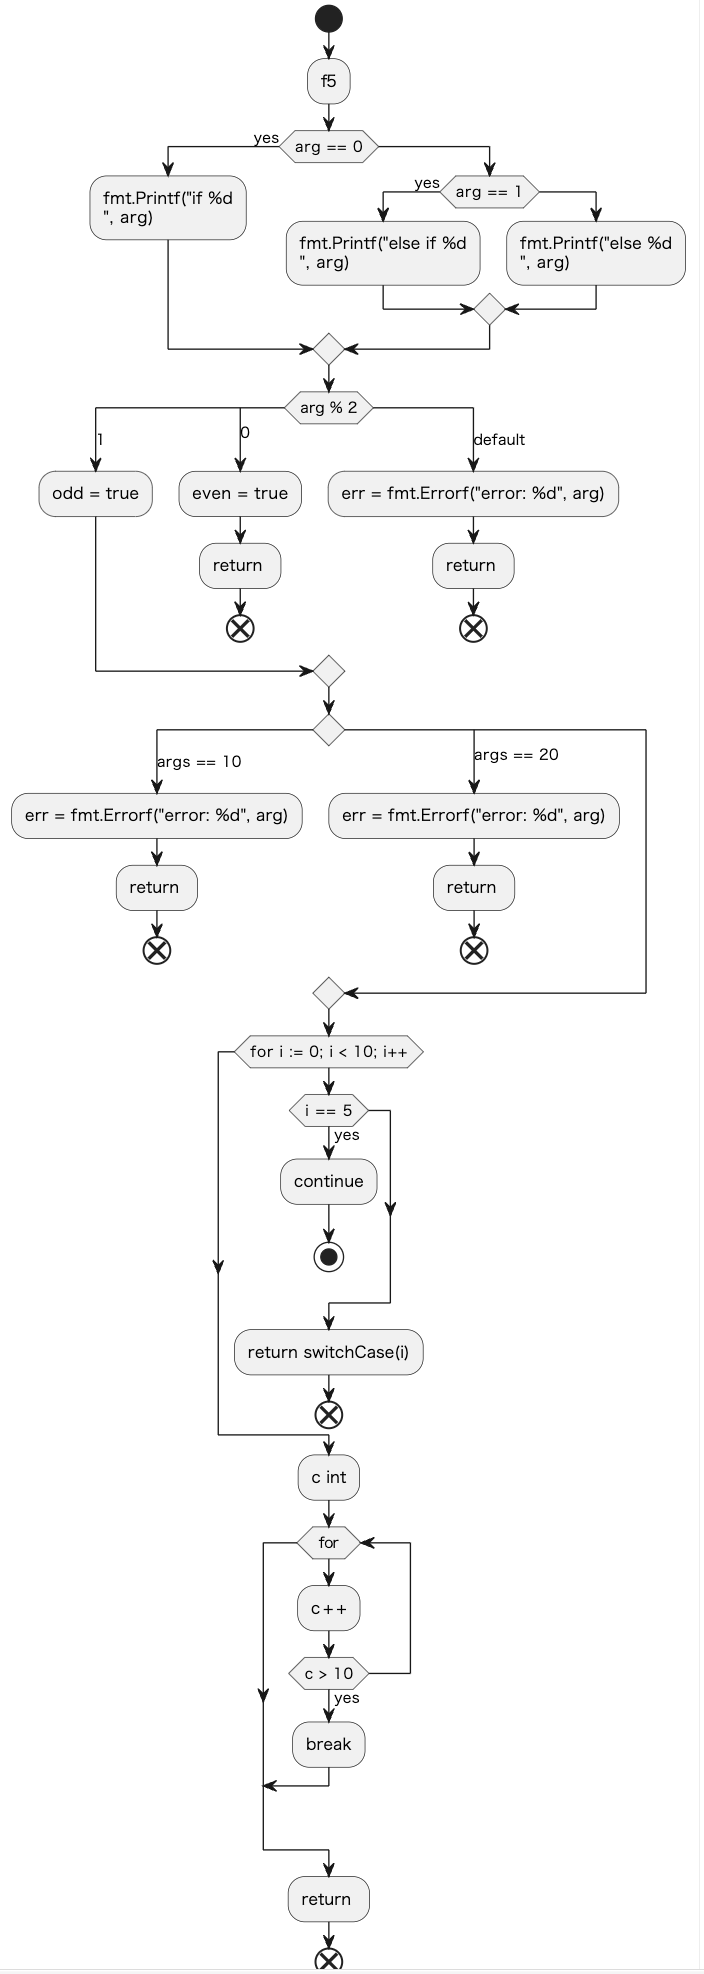 f5
yes
arg == 0
fmt.Printf("if %d
", arg)
yes
arg == 1
fmt.Printf("else if %d
", arg)
fmt.Printf("else %d
", arg)
arg % 2
1
0
default
odd = true
even = true
err = fmt.Errorf("error: %d", arg)
return
return
args == 10
args == 20
err = fmt.Errorf("error: %d", arg)
err = fmt.Errorf("error: %d", arg)
return
return
for i := 0; i < 10; i++
i == 5
yes
continue
return switchCase(i)
c int
for
c++
c > 10
yes
break
return